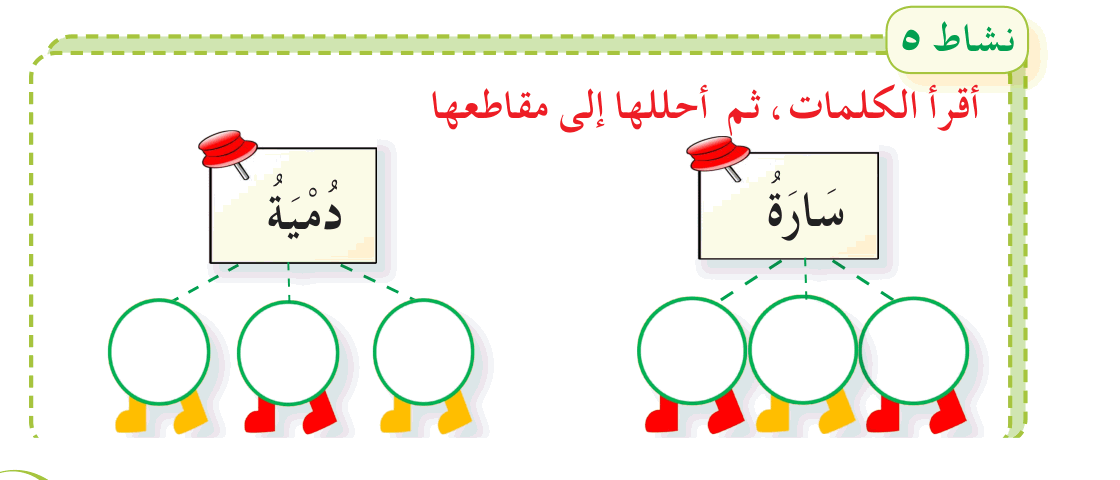 نشاط ٥
أقرأ الكلمات، ثم أحللها إلى مقاطعها
سَارَةُ
دُمْيَةُ